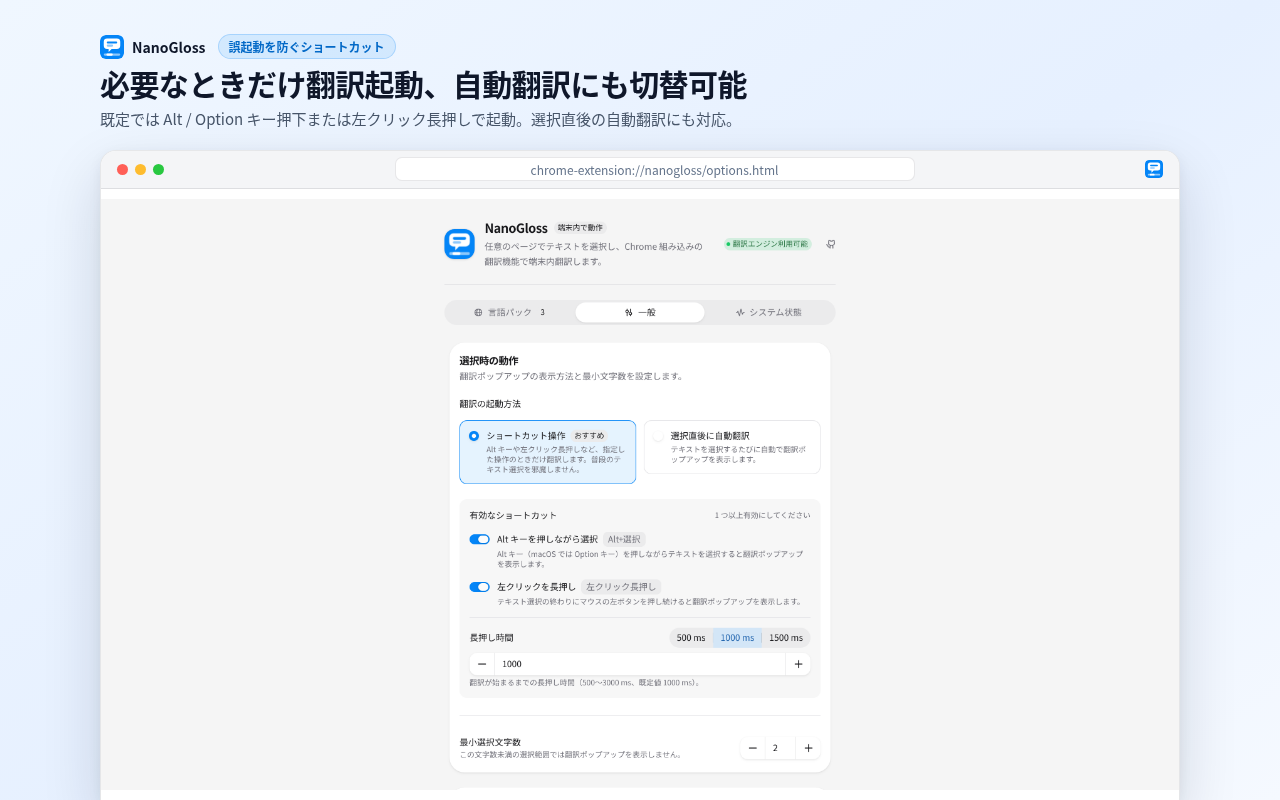 NanoGloss 誤起動を防ぐショートカット
必要なときだけ翻訳起動、自動翻訳にも切替可能
既定では Alt / Option キー押下または左クリック長押しで起動。選択直後の自動翻訳にも対応。
chrome-extension://nanogloss/options.html
NanoGloss 端末内で動作
任意のページでテキストを選択し、Chrome 組み込みの
翻訳機能で端末内翻訳します。
翻訳エンジン利用可能
言語パック 3 一般 システム状態
選択時の動作
翻訳ポップアップの表示方法と最小文字数を設定します。
翻訳の起動方法
ショートカット操作 おすすめ
Alt キーや左クリック長押しなど、指定し
た操作のときだけ翻訳します。普段のテ
キスト選択を邪魔しません。
選択直後に自動翻訳
テキストを選択するたびに自動で翻訳ポ
ップアップを表示します。
有効なショートカット 1 つ以上有効にしてください
Alt キーを押しながら選択 Alt+選択
Alt キー（macOS では Option キー）を押しながらテキストを選択すると翻訳ポップアップ
を表示します。
左クリックを長押し 左クリック長押し
テキスト選択の終わりにマウスの左ボタンを押し続けると翻訳ポップアップを表示します。
長押し時間 500 ms 1000 ms 1500 ms
− 1000 +
翻訳が始まるまでの長押し時間（500〜3000 ms、既定値 1000 ms）。
最小選択文字数
この文字数未満の選択範囲では翻訳ポップアップを表示しません。
− 2 +